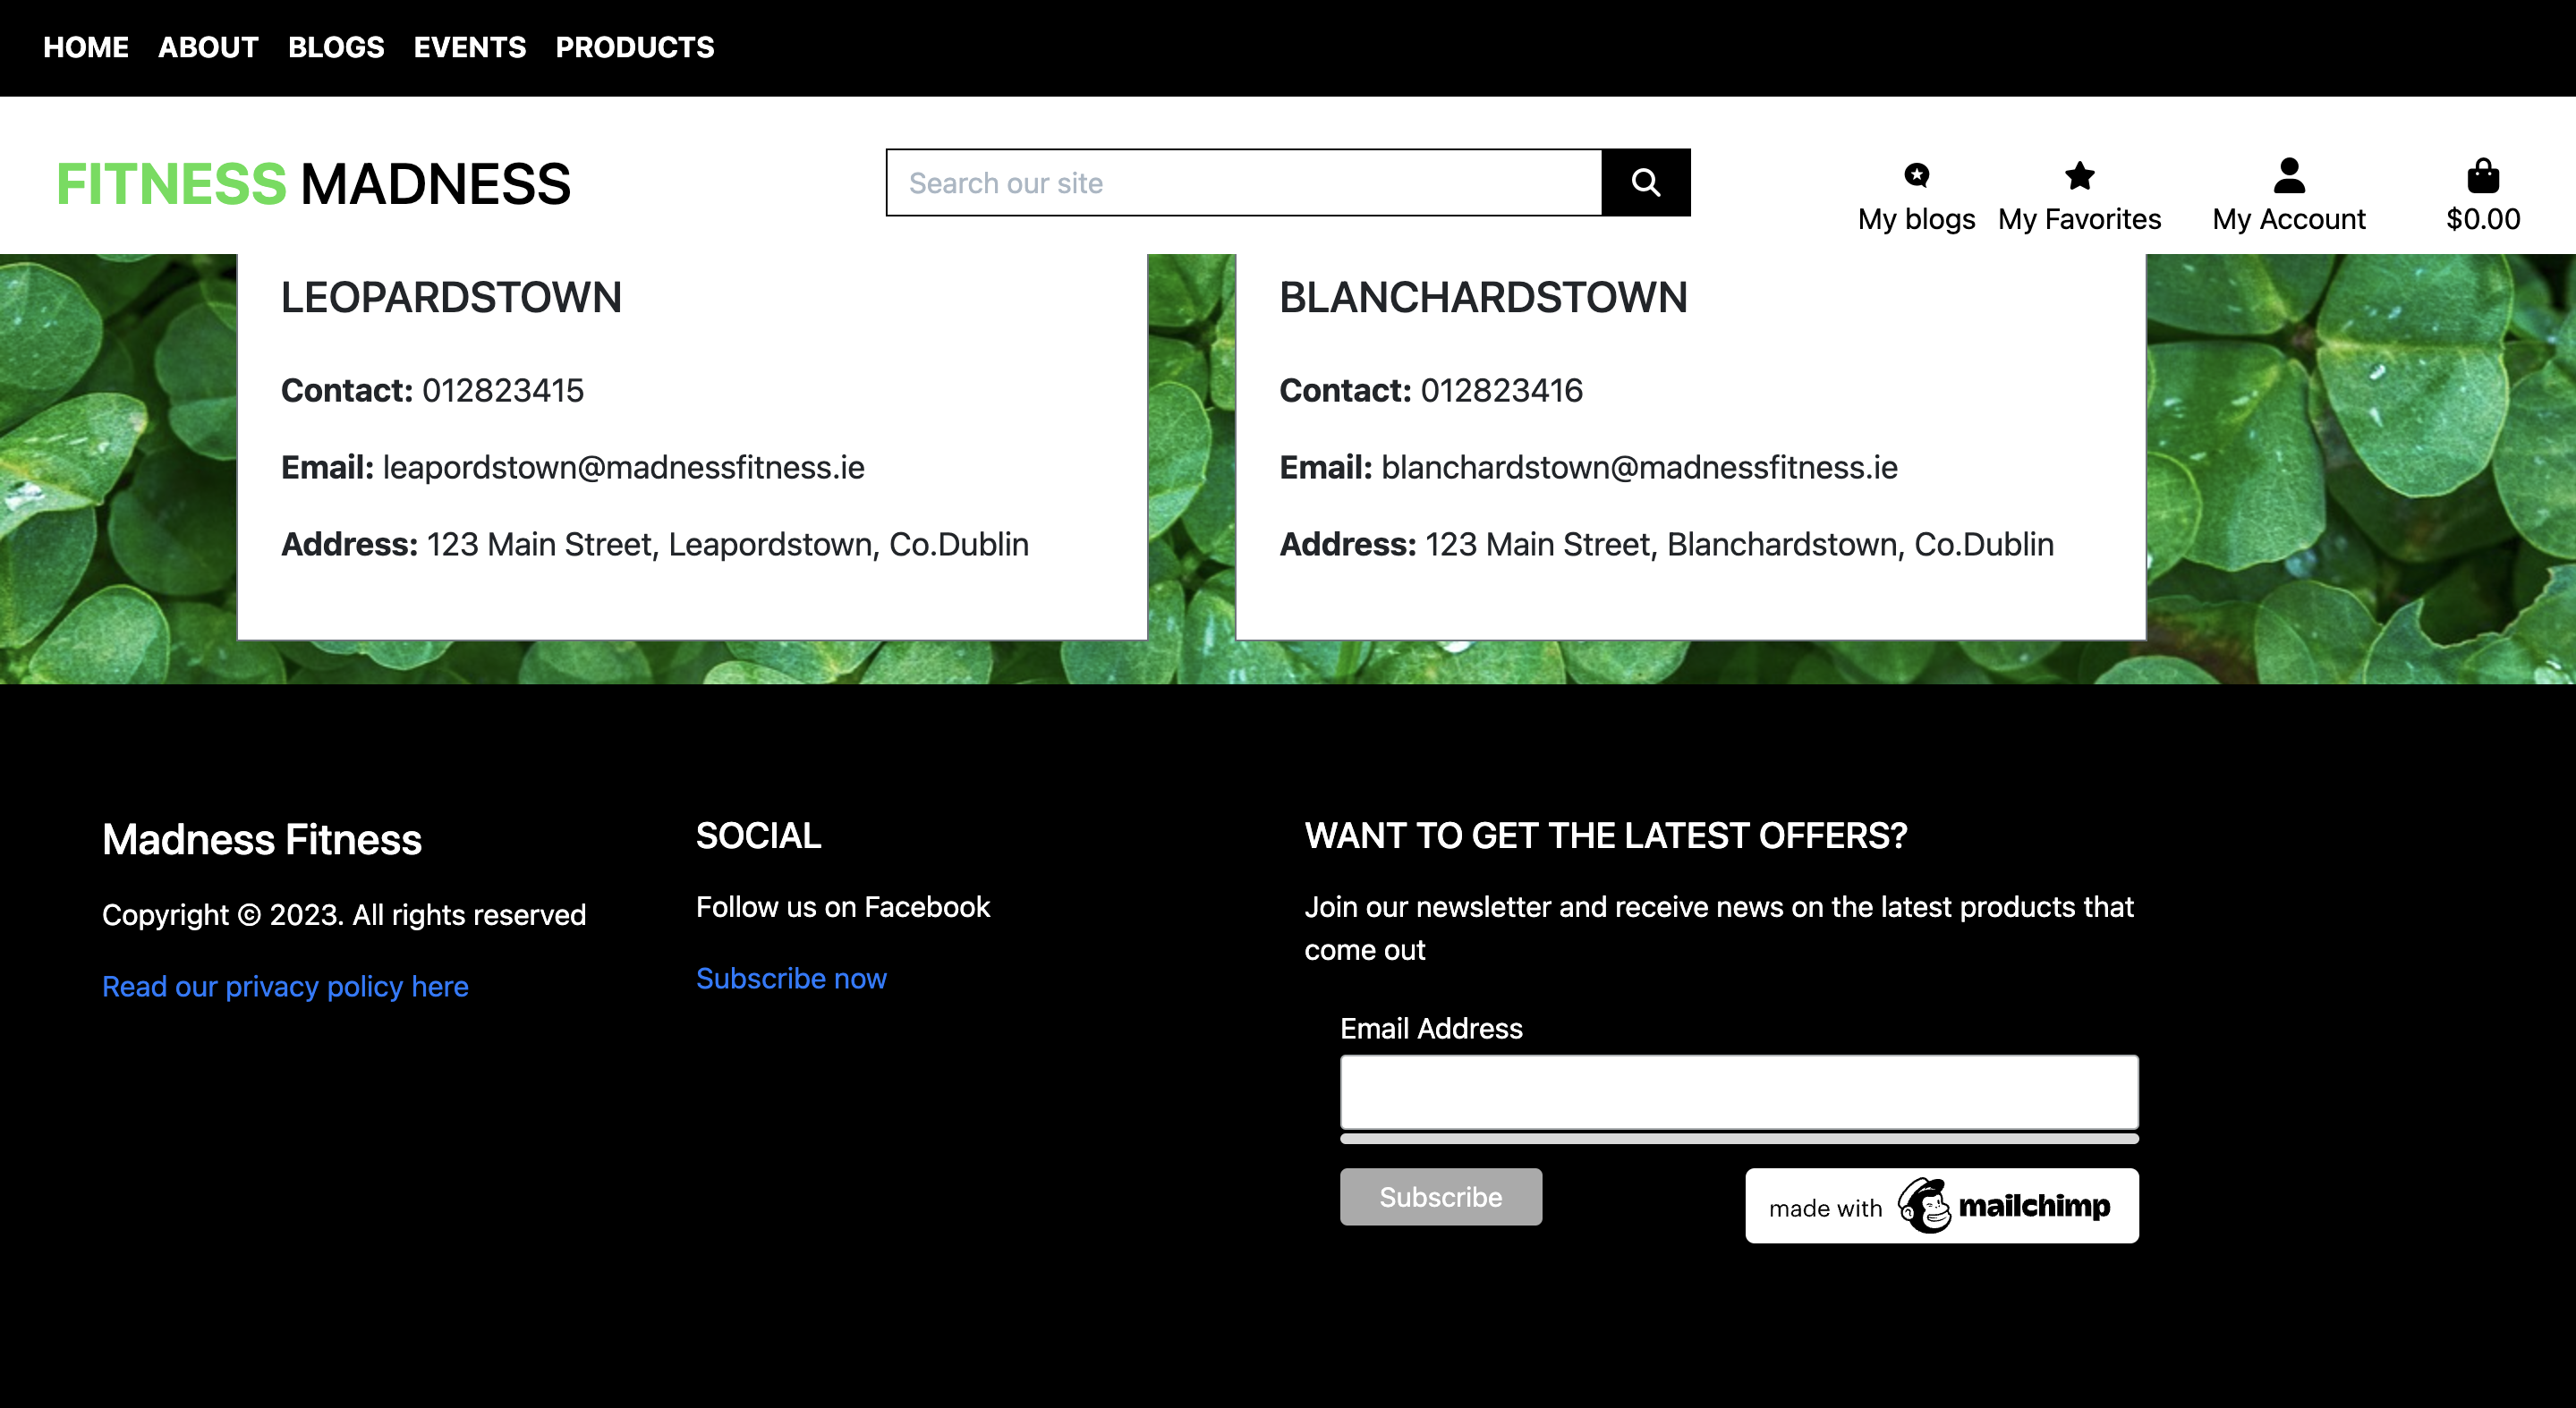 HOME ABOUT BLOGS EVENTS PRODUCTS
FITNESS MADNESS
Search our site
My blogs My Favorites My Account $0.00
LEOPARDSTOWN
Contact: 012823415
Email: leapordstown@madnessfitness.ie
Address: 123 Main Street, Leapordstown, Co.Dublin
BLANCHARDSTOWN
Contact: 012823416
Email: blanchardstown@madnessfitness.ie
Address: 123 Main Street, Blanchardstown, Co.Dublin
Madness Fitness
Copyright © 2023. All rights reserved
Read our privacy policy here
SOCIAL
Follow us on Facebook
Subscribe now
WANT TO GET THE LATEST OFFERS?
Join our newsletter and receive news on the latest products that
come out
Email Address
Subscribe
made with mailchimp